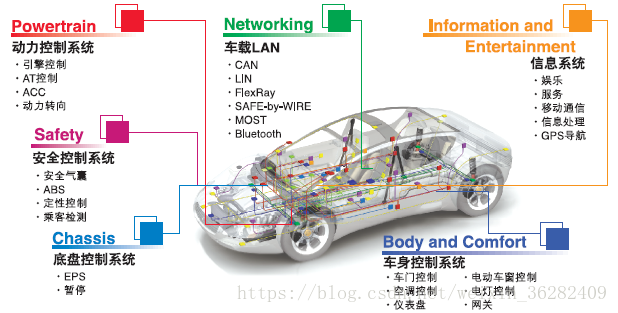 Powertrain
动力控制系统
・引擎控制
・AT控制
・ACC
・动力转向
Networking
车载LAN
・CAN
・LIN
・FlexRay
・SAFE-by-WIRE
・MOST
・Bluetooth
Information and
Entertainment
信息系统
・娱乐
・服务
・移动通信
・信息处理
・GPS导航
Safety
安全控制系统
・安全气囊
・ABS
・定性控制
・乘客检测
Chassis
底盘控制系统
・EPS
・暂停
Body and Comfort
车身控制系统
・车门控制 ・电动车窗控制
・空调控制 ・电灯控制
・仪表盘 ・网关